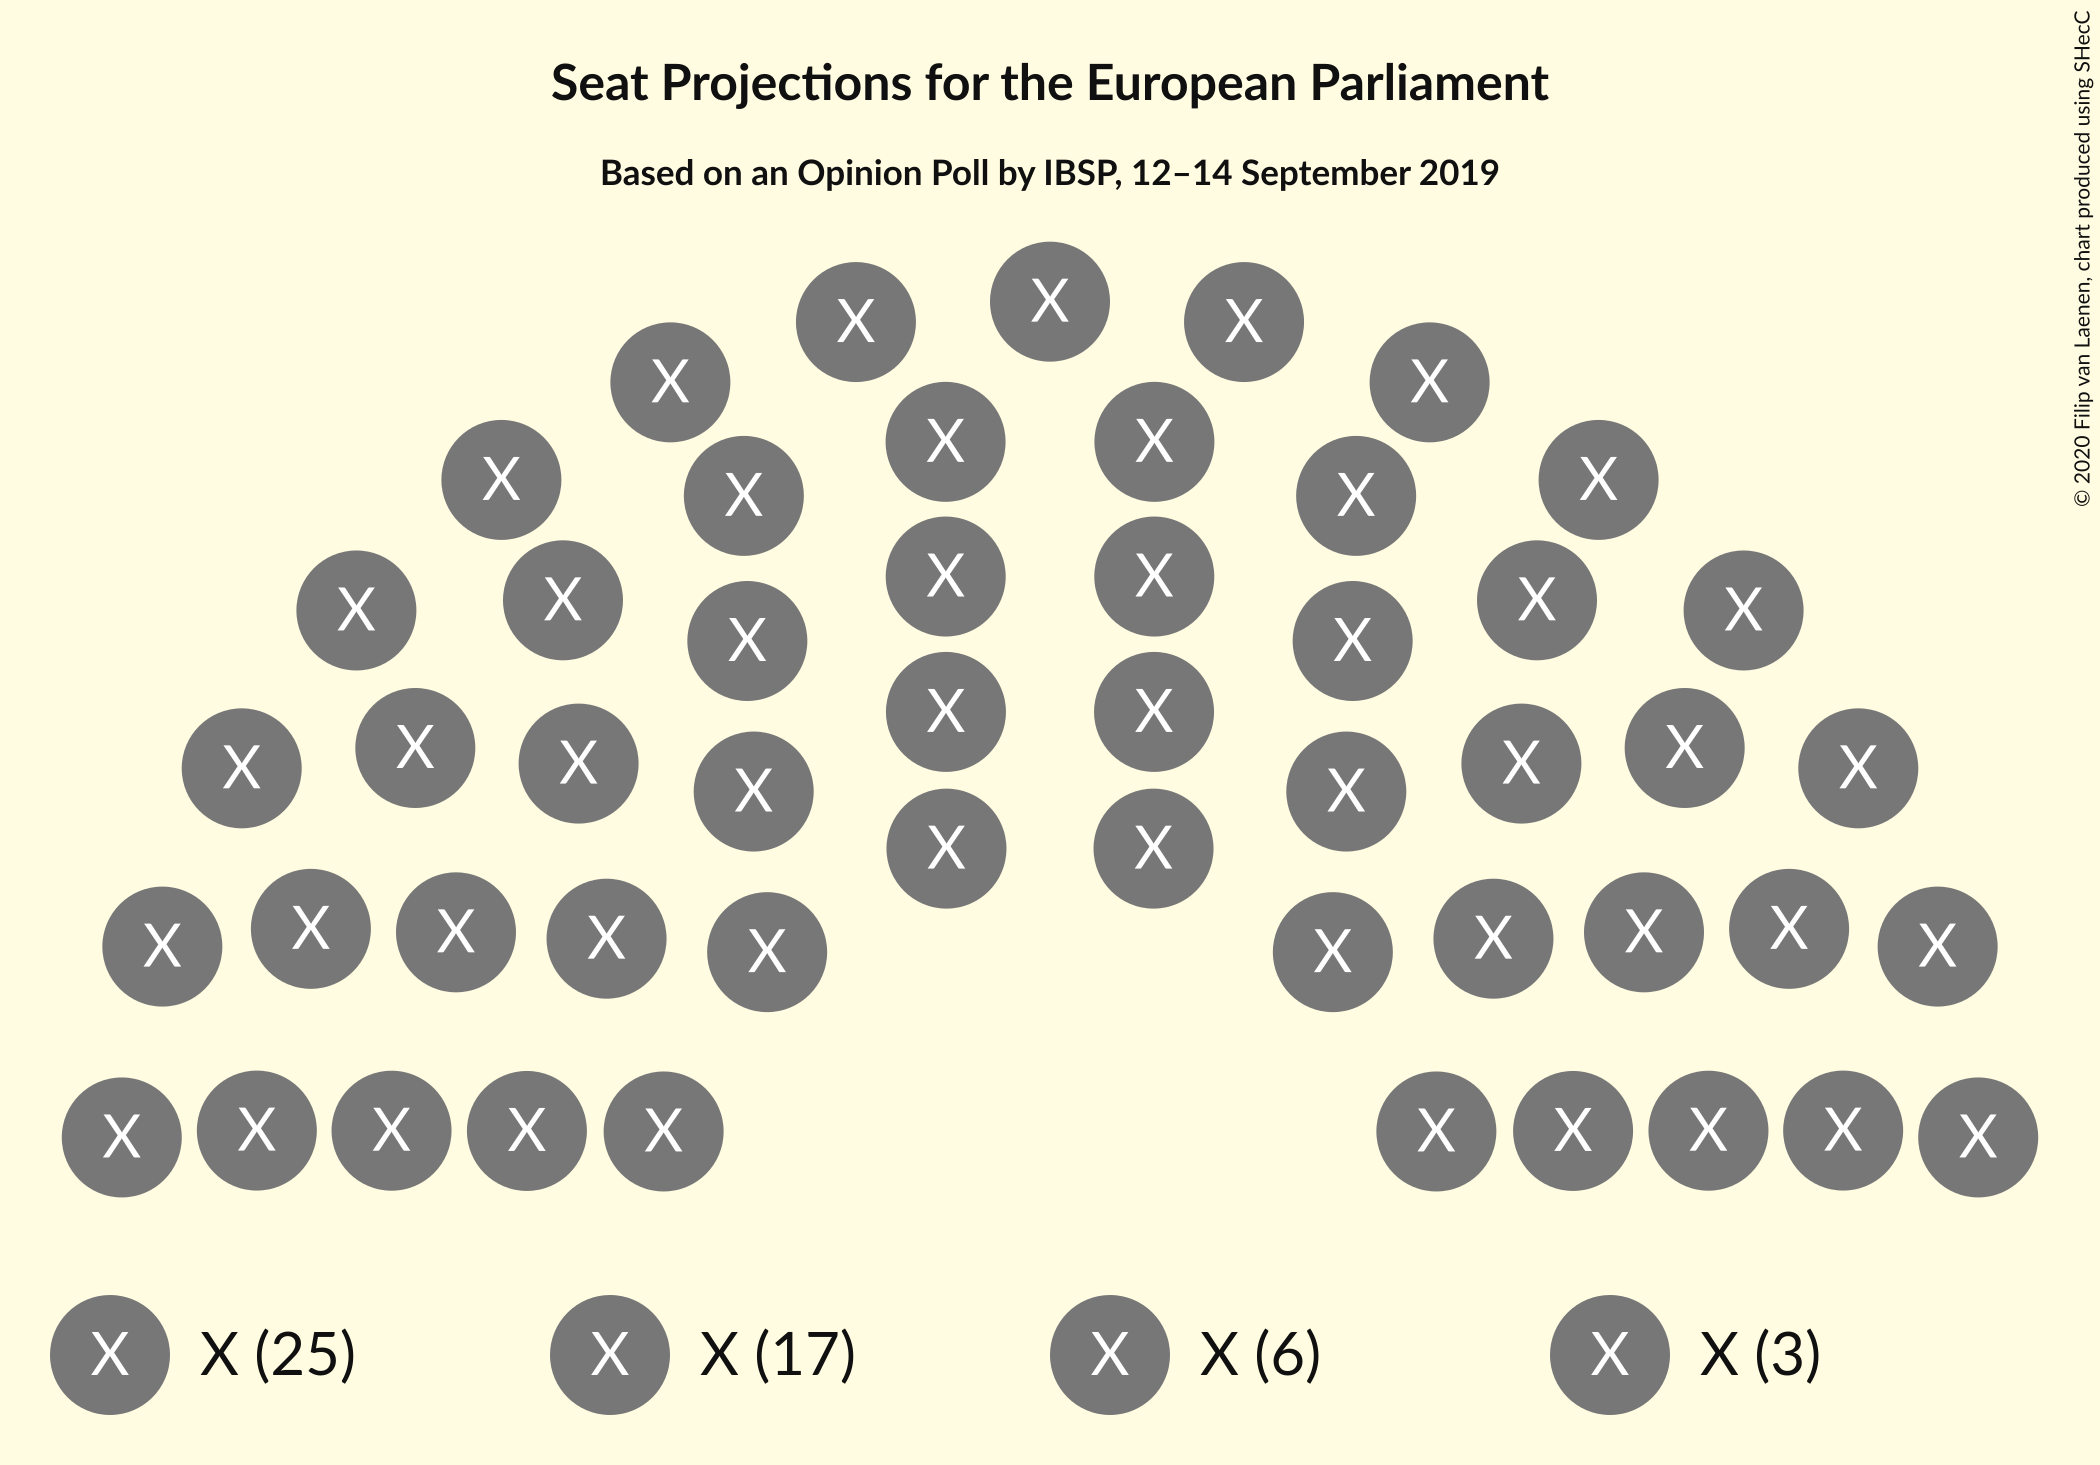 Seat Projections for the European Parliament
Based on an Opinion Poll by IBSP, 12–14 September 2019
© 2020 Filip van Laenen, chart produced using SHecC
X
X X
X X
X X
X X X X
X X
X X X X
X X
X X
X X X X X X
X X
X X
X X X X X X X X X X
X X X X X X X X X X
X X (25) X X (17) X X (6) X X (3)